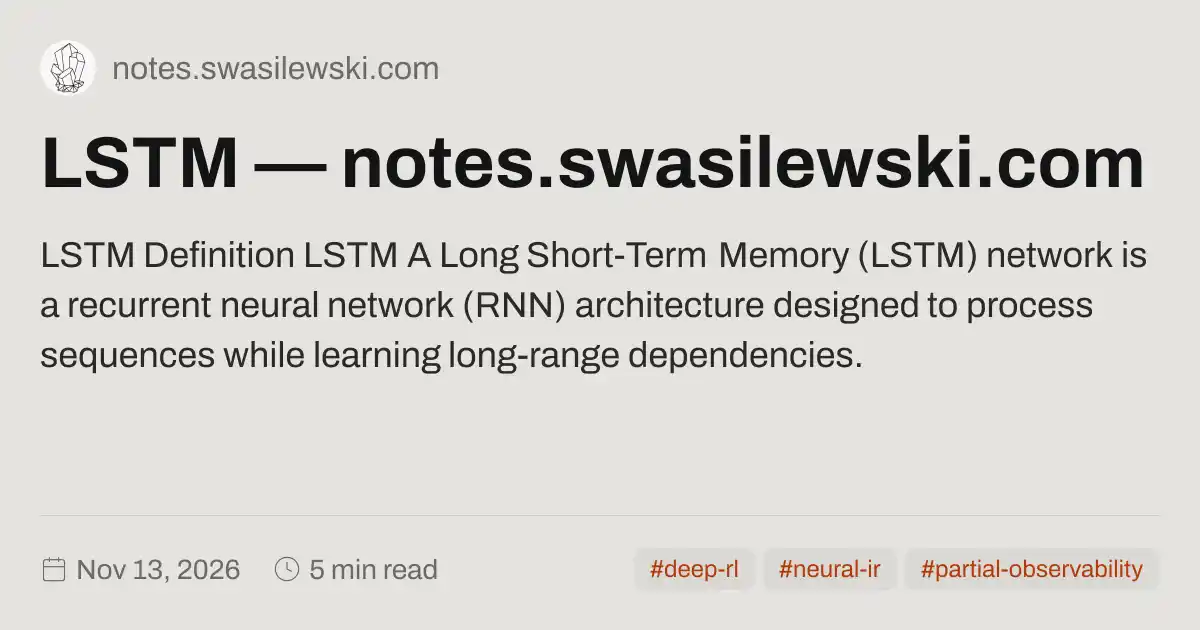 notes.swasilewski.com
LSTM — notes.swasilewski.com
LSTM Definition LSTM A Long Short-Term Memory (LSTM) network is
a recurrent neural network (RNN) architecture designed to process
sequences while learning long-range dependencies.
Nov 13, 2026 5 min read #deep-rl #neural-ir #partial-observability